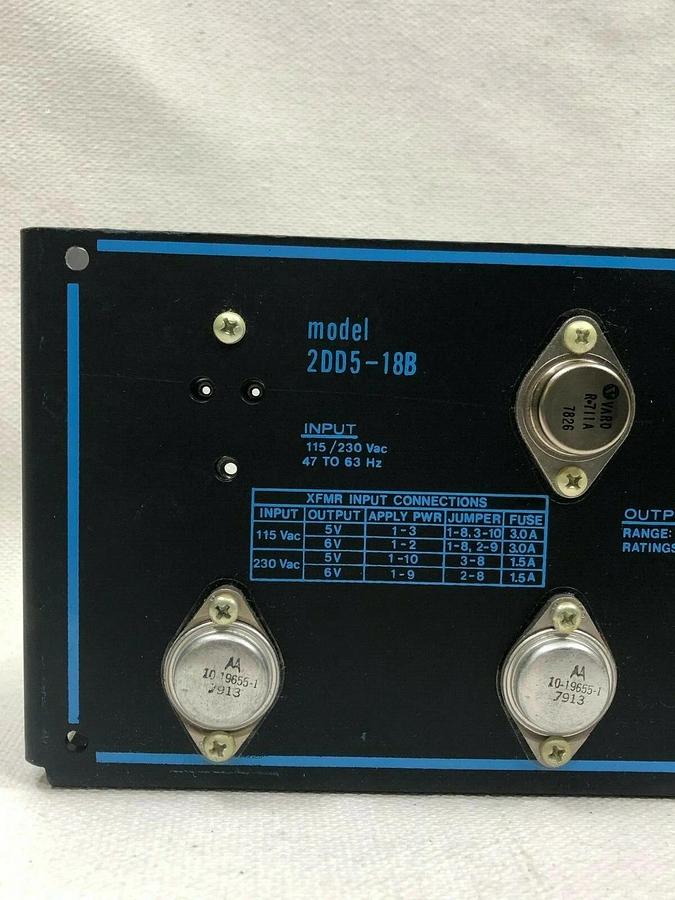 model
2DD5-18B
VARO
R·711A
7826
INPUT
115/230 Vac
47 TO 63 Hz
XFMR INPUT CONNECTIONS
INPUT OUTPUT APPLY PWR JUMPER FUSE
115 Vac 5V 1-3 1-8, 3-10 3.0A
6V 1-2 1-8, 2-9 3.0A
230 Vac 5V 1-10 3-8 1.5A
6V 1-9 2-8 1.5A
OUTP
RANGE:
RATINGS
10-19655-1
7913
10-19655-1
7913